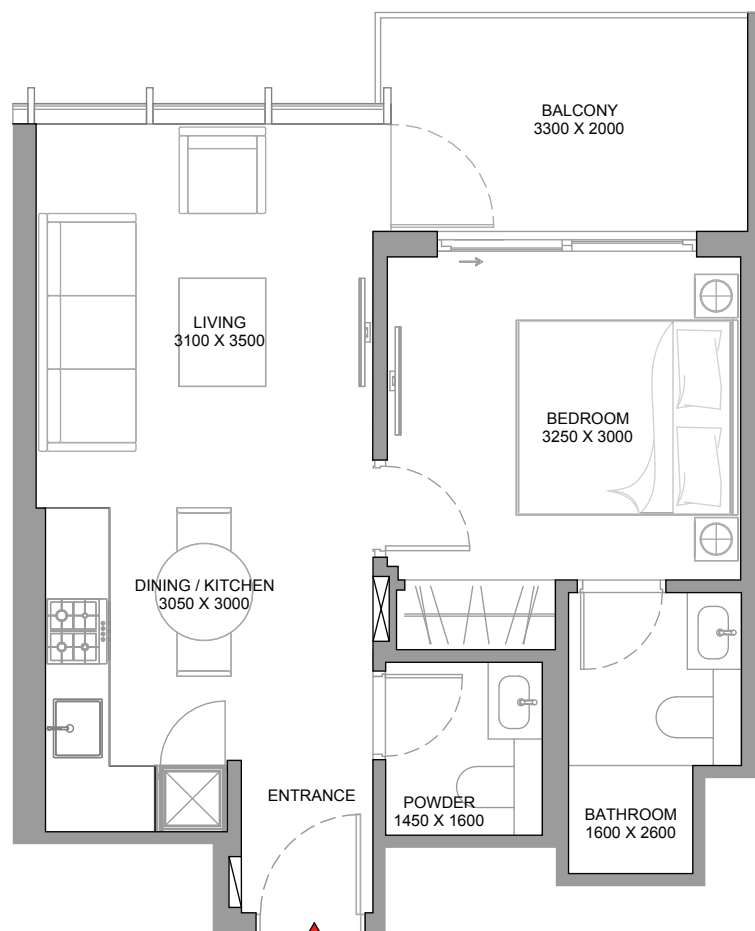 BALCONY
3300 X 2000
LIVING
3100 X 3500
BEDROOM
3250 X 3000
DINING / KITCHEN
3050 X 3000
ENTRANCE
POWDER
1450 X 1600
BATHROOM
1600 X 2600